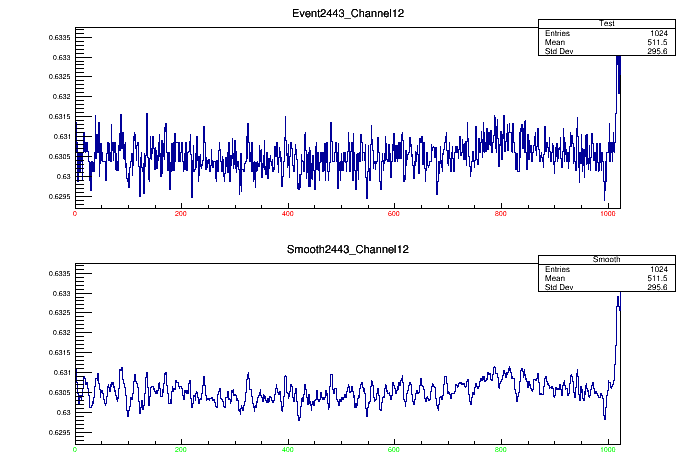 Event2443_Channel12
Test
Entries 1024
Mean 511.5
Std Dev 295.6
0.6335
0.633
0.6325
0.632
0.6315
0.631
0.6305
0.63
0.6295
0 200 400 600 800 1000
Smooth2443_Channel12
Smooth
Entries 1024
Mean 511.5
Std Dev 295.6
0.6335
0.633
0.6325
0.632
0.6315
0.631
0.6305
0.63
0.6295
0 200 400 600 800 1000